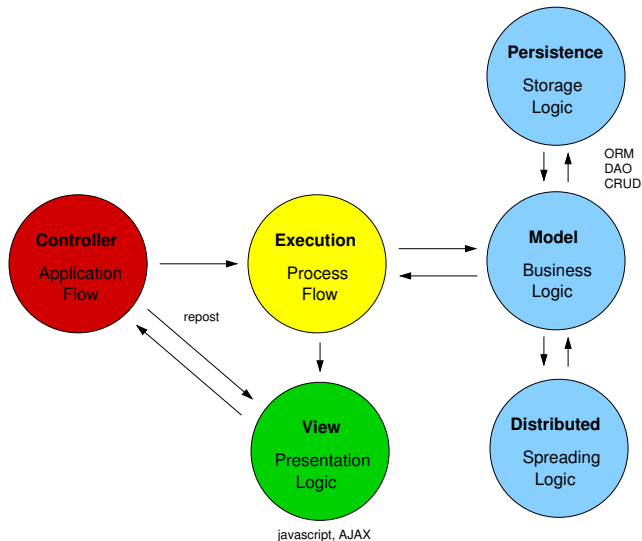 Persistence
Storage
Logic
ORM
DAO
CRUD
Controller
Application
Flow
Execution
Process
Flow
Model
Business
Logic
repost
View
Presentation
Logic
Distributed
Spreading
Logic
javascript, AJAX